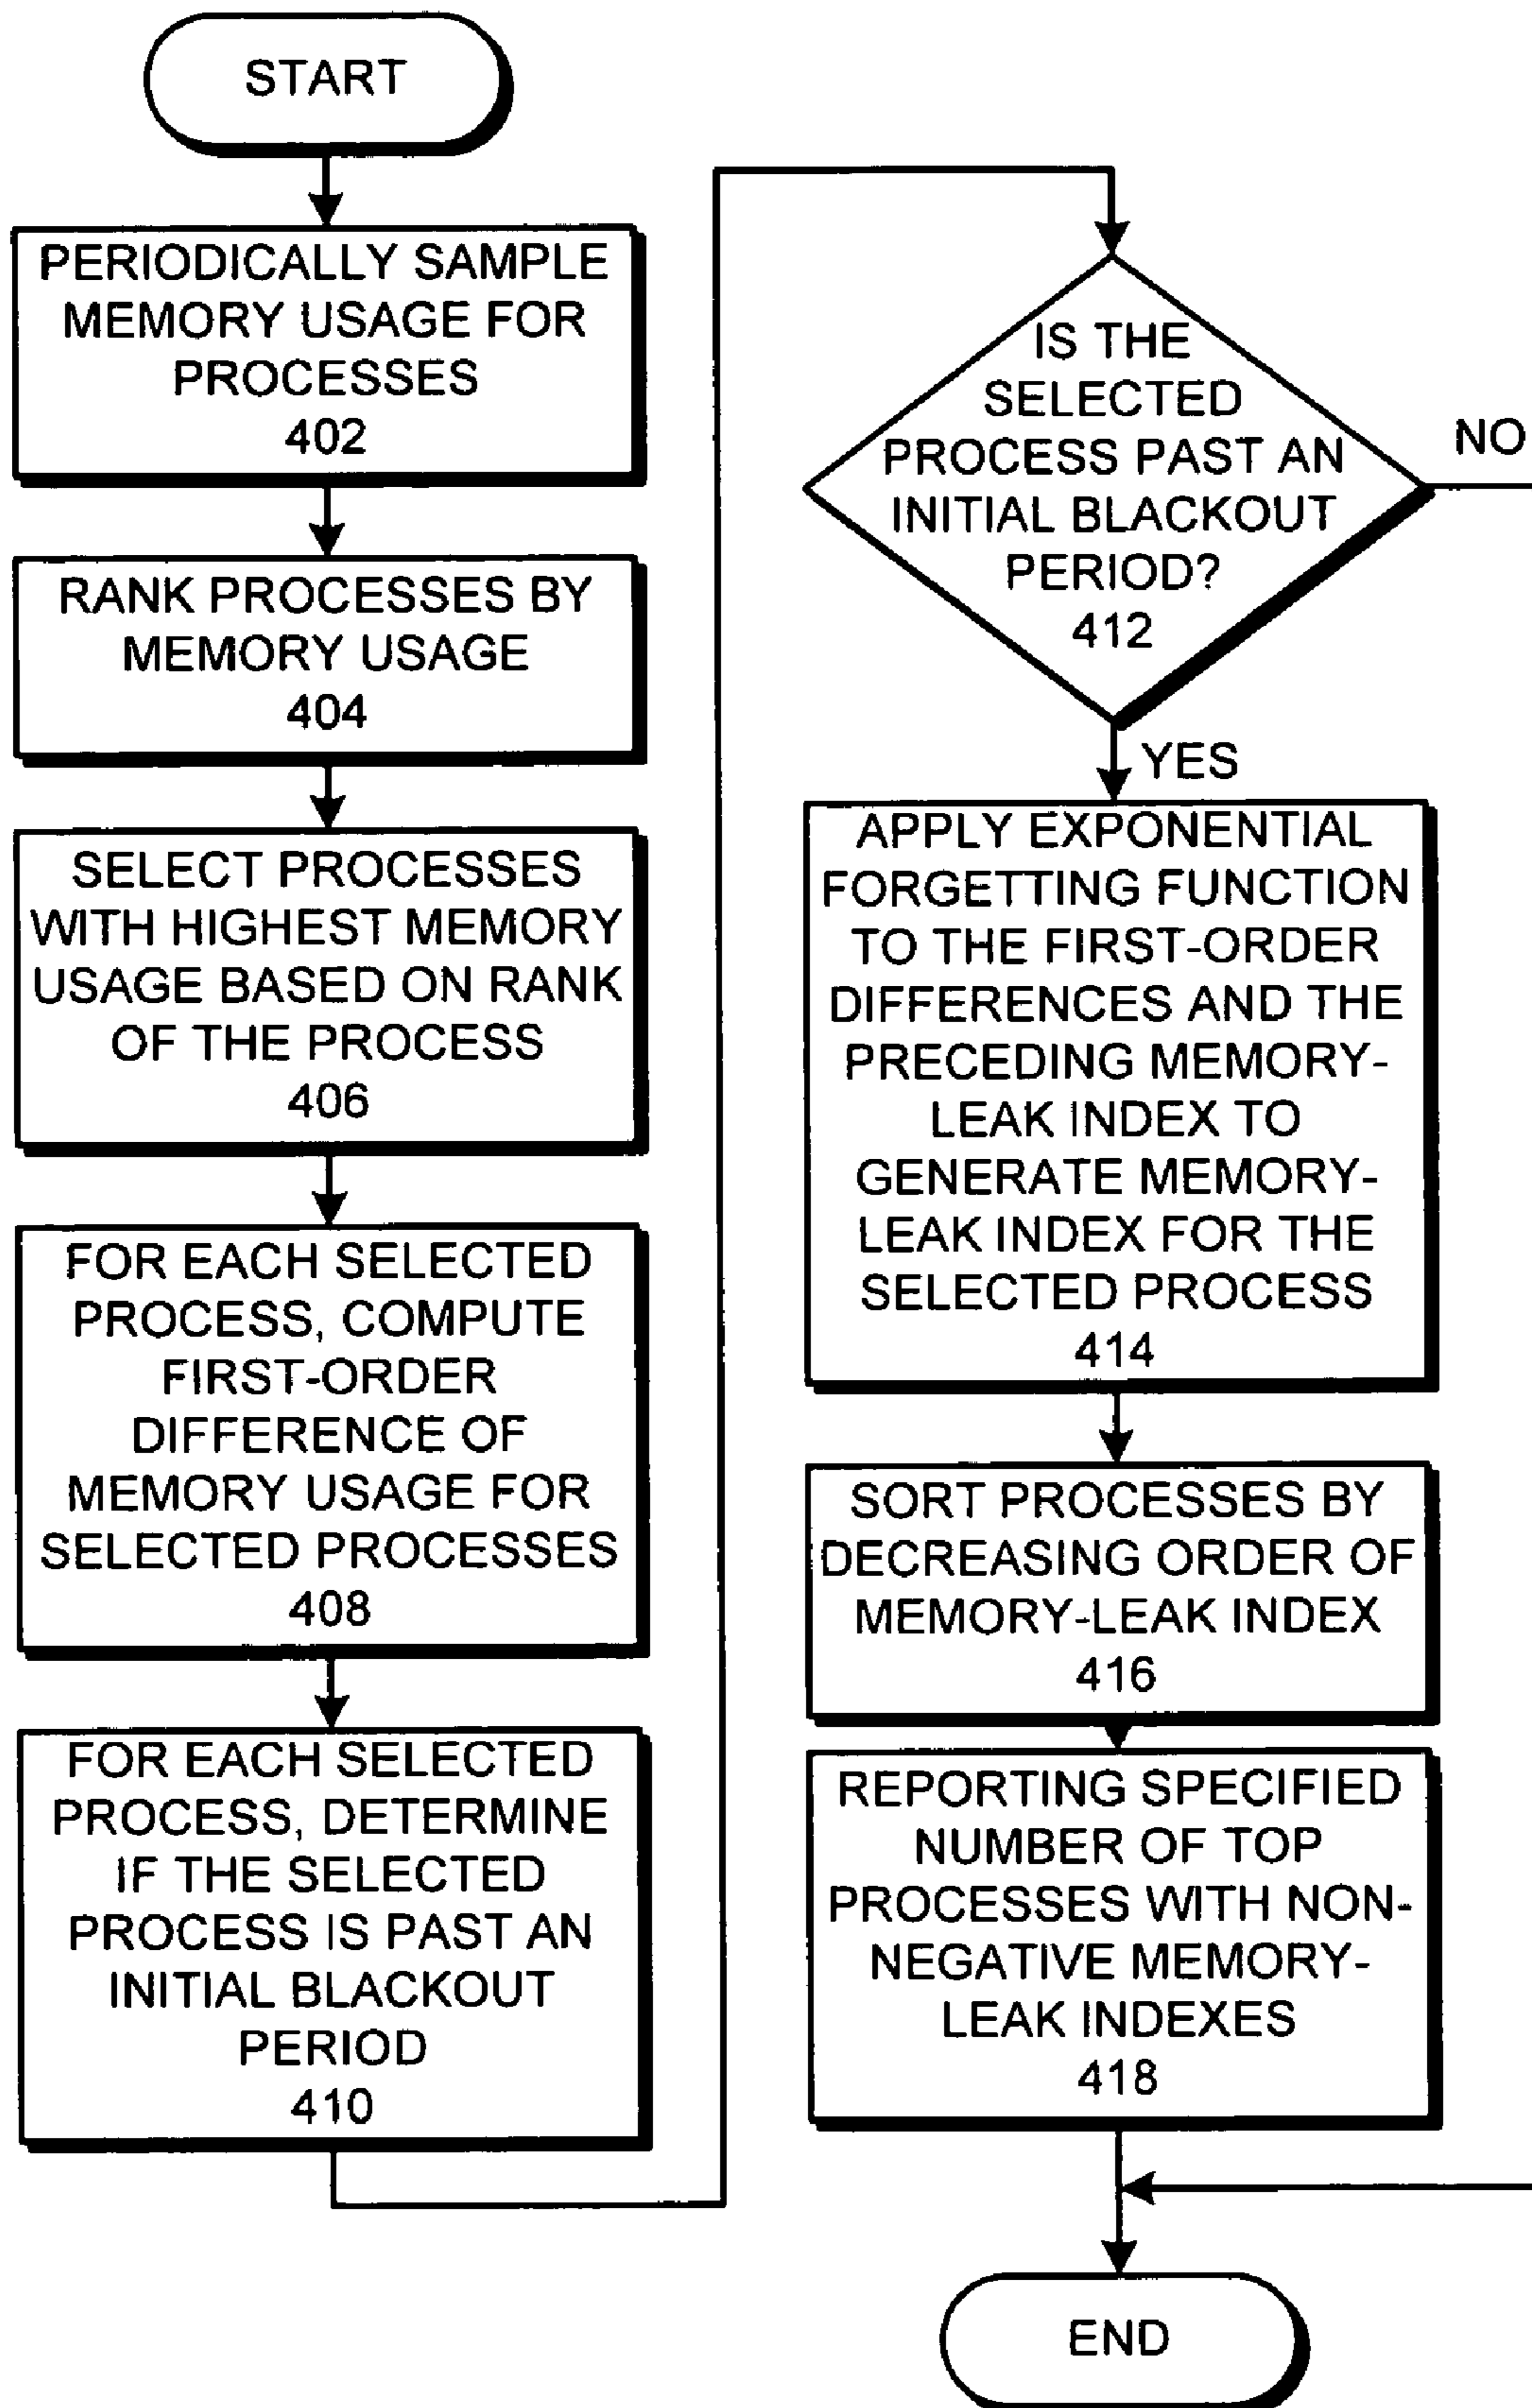 START
PERIODICALLY SAMPLE
MEMORY USAGE FOR
PROCESSES
402
RANK PROCESSES BY
MEMORY USAGE
404
SELECT PROCESSES
WITH HIGHEST MEMORY
USAGE BASED ON RANK
OF THE PROCESS
406
FOR EACH SELECTED
PROCESS, COMPUTE
FIRST-ORDER
DIFFERENCE OF
MEMORY USAGE FOR
SELECTED PROCESSES
408
FOR EACH SELECTED
PROCESS, DETERMINE
IF THE SELECTED
PROCESS IS PAST AN
INITIAL BLACKOUT
PERIOD
410
IS THE
SELECTED
PROCESS PAST AN
INITIAL BLACKOUT
PERIOD?
412
NO
YES
APPLY EXPONENTIAL
FORGETTING FUNCTION
TO THE FIRST-ORDER
DIFFERENCES AND THE
PRECEDING MEMORY-
LEAK INDEX TO
GENERATE MEMORY-
LEAK INDEX FOR THE
SELECTED PROCESS
414
SORT PROCESSES BY
DECREASING ORDER OF
MEMORY-LEAK INDEX
416
REPORTING SPECIFIED
NUMBER OF TOP
PROCESSES WITH NON-
NEGATIVE MEMORY-
LEAK INDEXES
418
END